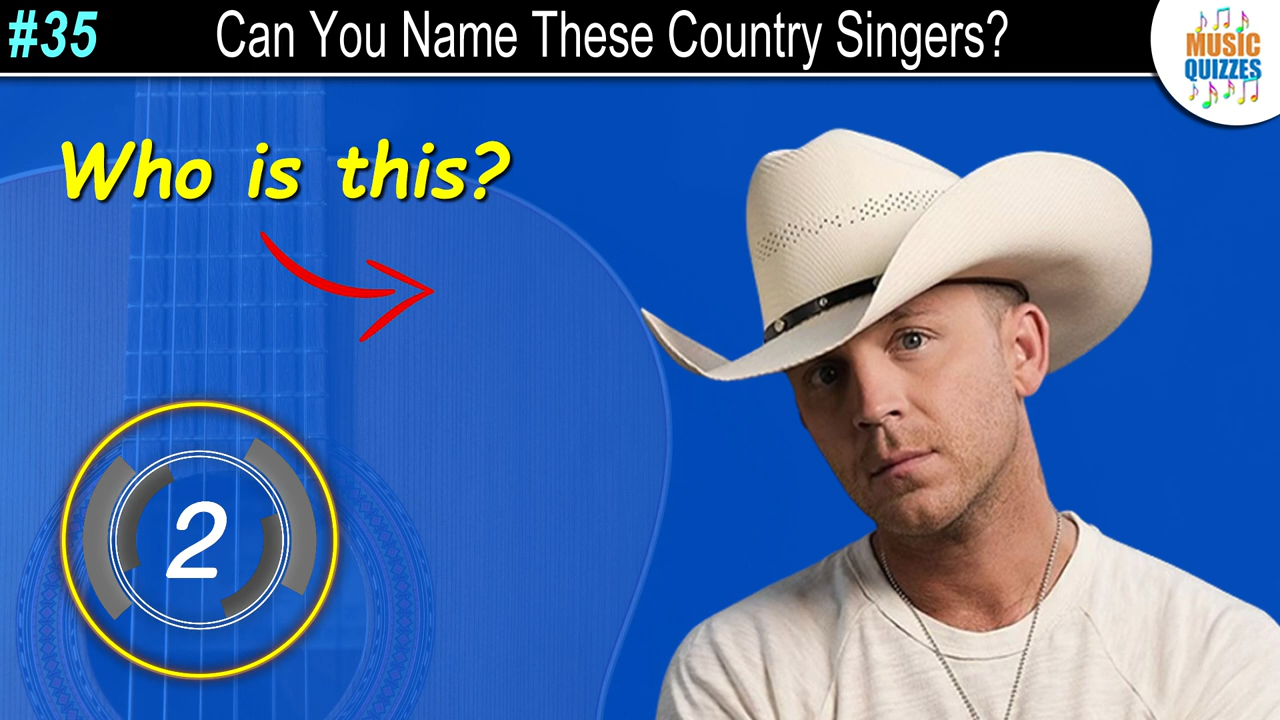 #35
Can You Name These Country Singers?
MUSIC
QUIZZES
Who is this?
2